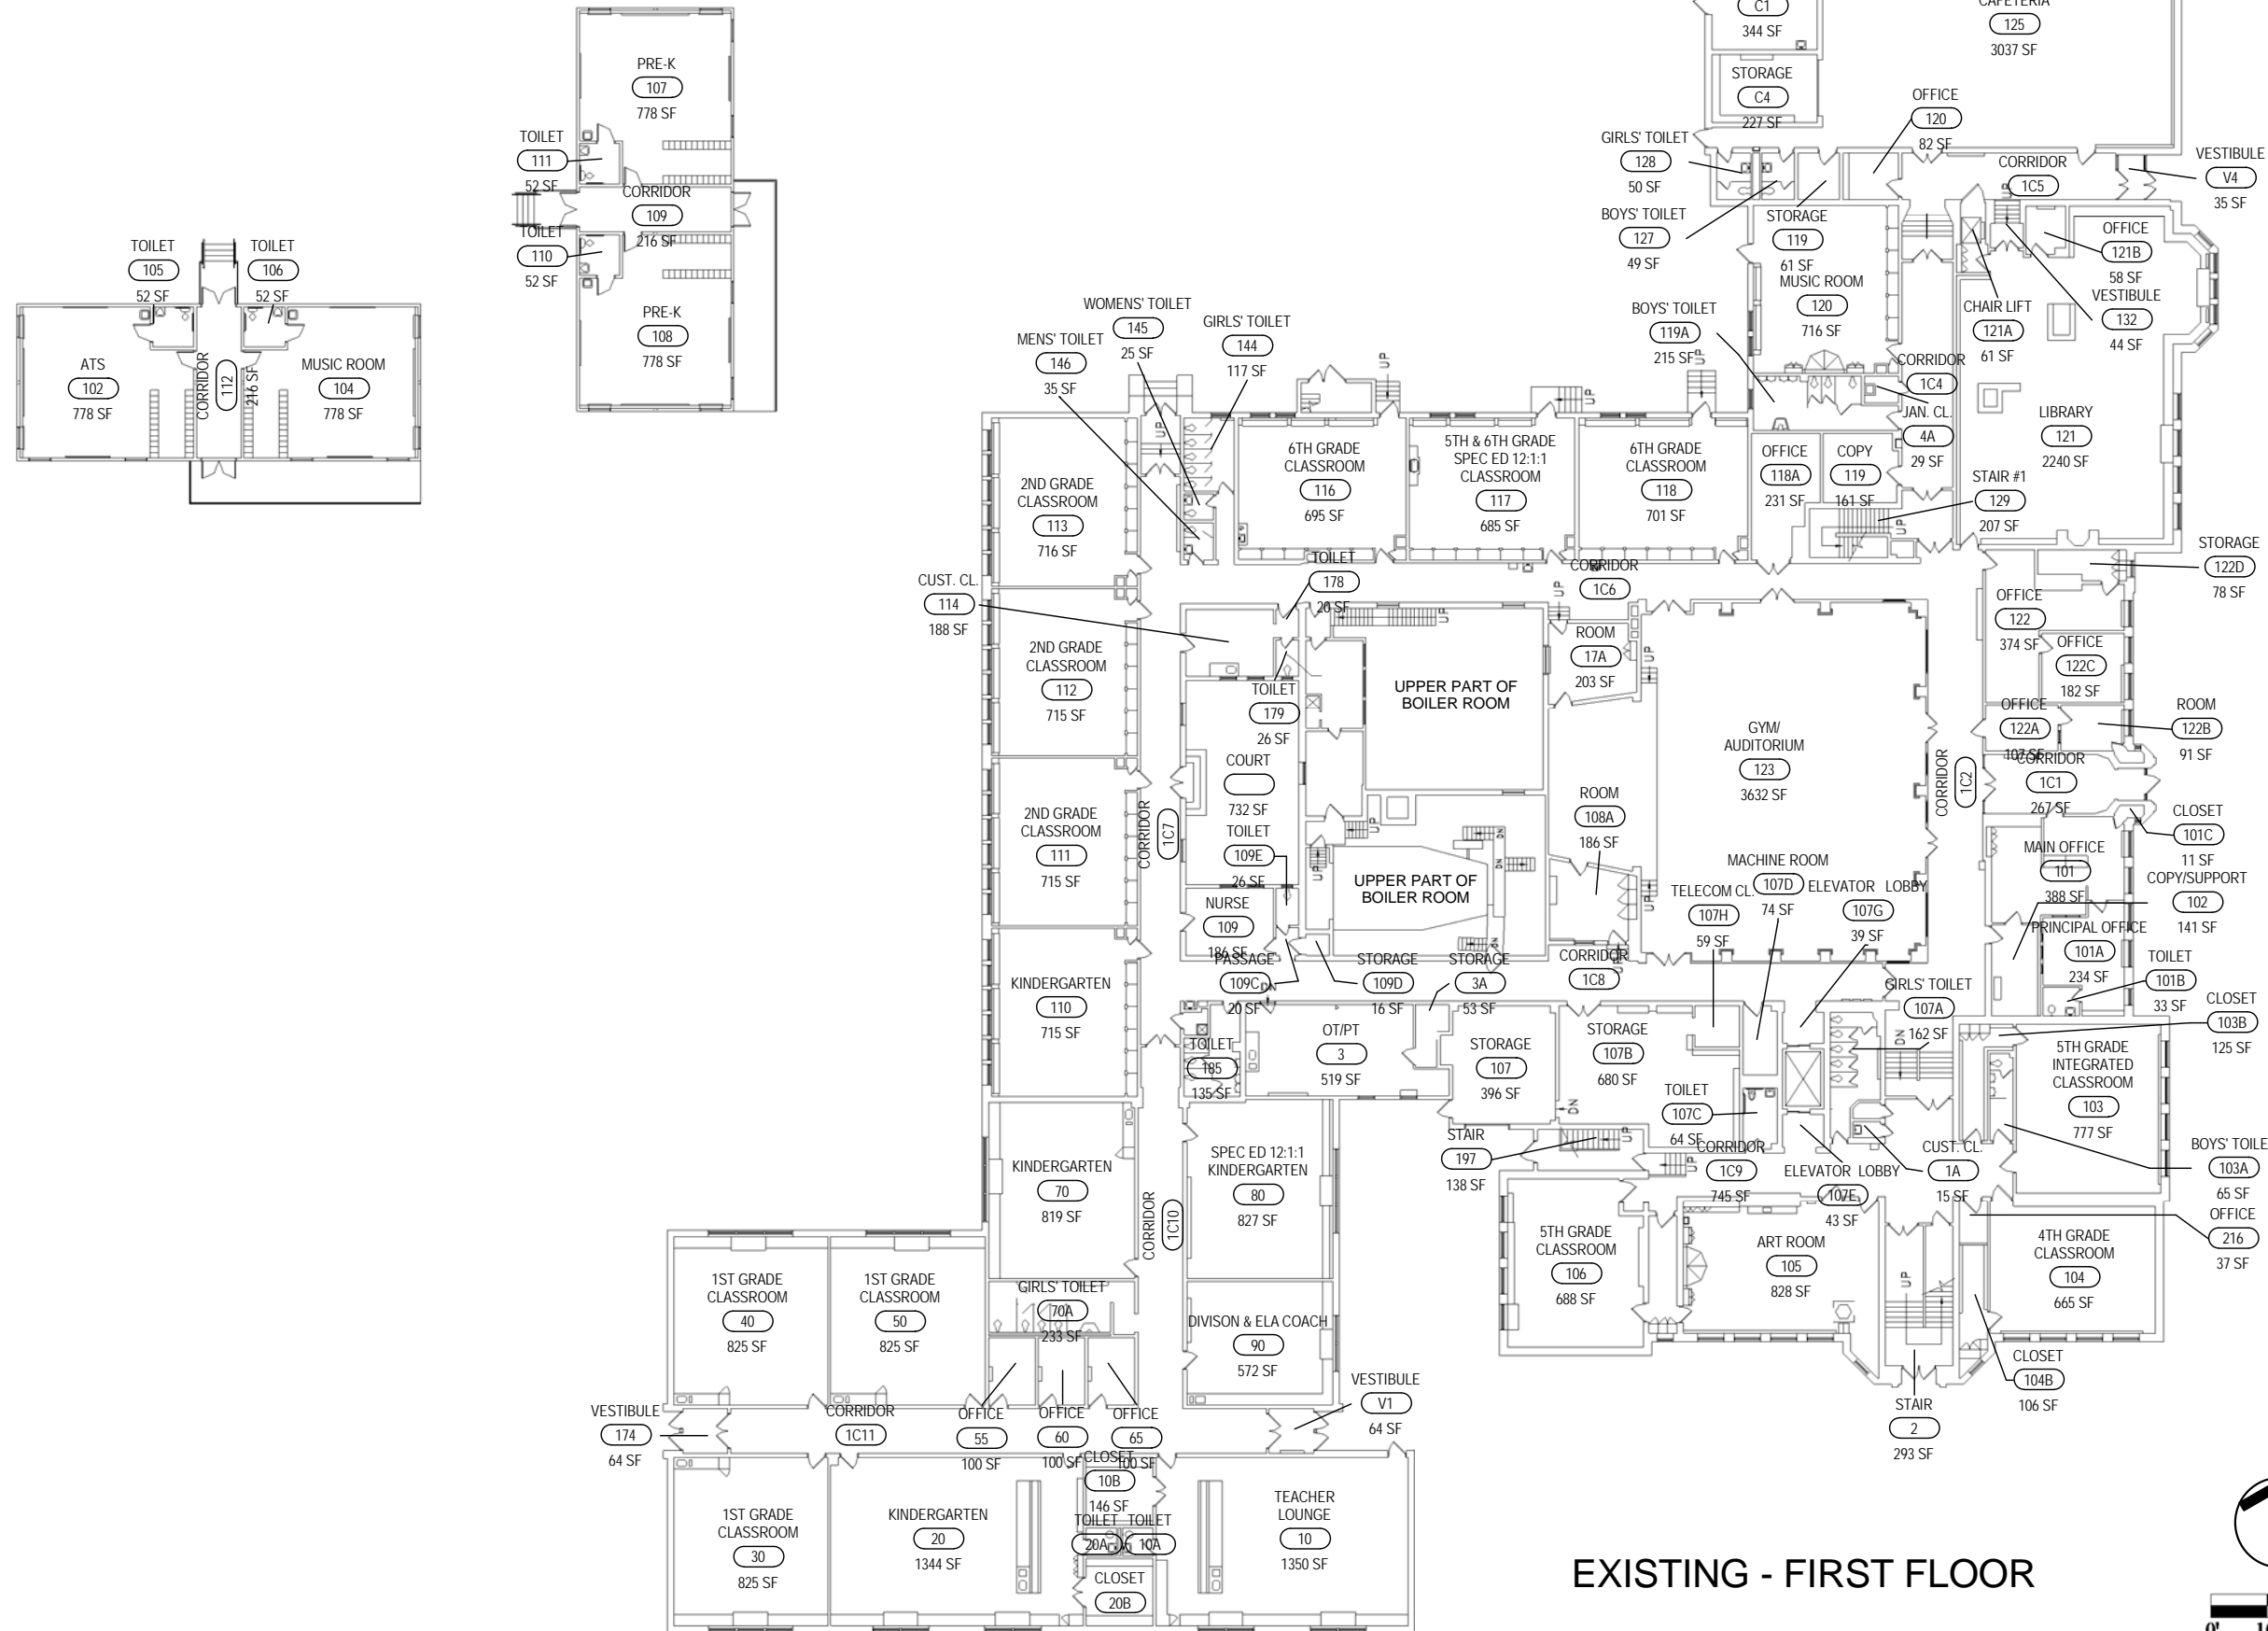 PRE-K
107
778 SF
TOILET
111
52 SF
CORRIDOR
109
216 SF
TOILET
110
52 SF
PRE-K
108
778 SF
TOILET
105
52 SF
TOILET
106
52 SF
ATS
102
778 SF
CORRIDOR
112
216 SF
MUSIC ROOM
104
778 SF
C1
344 SF
CAFETERIA
125
3037 SF
STORAGE
C4
227 SF
OFFICE
120
82 SF
GIRLS' TOILET
128
50 SF
CORRIDOR
1C5
VESTIBULE
V4
35 SF
BOYS' TOILET
127
49 SF
STORAGE
119
61 SF
UP
OFFICE
121B
58 SF
MUSIC ROOM
120
716 SF
VESTIBULE
132
44 SF
CHAIR LIFT
121A
61 SF
BOYS' TOILET
119A
215 SF
CORRIDOR
1C4
JAN. CL.
4A
29 SF
LIBRARY
121
2240 SF
WOMENS' TOILET
145
25 SF
GIRLS' TOILET
144
117 SF
MENS' TOILET
146
35 SF
UP
UP
UP
UP
2ND GRADE
CLASSROOM
113
716 SF
6TH GRADE
CLASSROOM
116
695 SF
5TH & 6TH GRADE
SPEC ED 12:1:1
CLASSROOM
117
685 SF
6TH GRADE
CLASSROOM
118
701 SF
OFFICE
118A
231 SF
COPY
119
161 SF
STAIR #1
129
207 SF
UP
STORAGE
122D
78 SF
CUST. CL.
114
188 SF
TOILET
178
20 SF
CORRIDOR
1C6
UP
UP
ROOM
17A
203 SF
UP
OFFICE
122
374 SF
OFFICE
122C
182 SF
2ND GRADE
CLASSROOM
112
715 SF
TOILET
179
26 SF
UPPER PART OF
BOILER ROOM
GYM/
AUDITORIUM
123
3632 SF
OFFICE
122A
107 SF
ROOM
122B
91 SF
COURT
732 SF
CORRIDOR
1C2
CORRIDOR
1C1
267 SF
CLOSET
101C
11 SF
2ND GRADE
CLASSROOM
111
715 SF
CORRIDOR
1C7
TOILET
109E
26 SF
UP
UP
DN
DN
DN
UPPER PART OF
BOILER ROOM
ROOM
108A
186 SF
UP
UP
MAIN OFFICE
101
388 SF
COPY/SUPPORT
102
141 SF
MACHINE ROOM
107D
74 SF
TELECOM CL.
107H
59 SF
ELEVATOR LOBBY
107G
39 SF
NURSE
109
186 SF
PRINCIPAL OFFICE
101A
234 SF
TOILET
101B
33 SF
PASSAGE
109C
20 SF
DN
STORAGE
109D
16 SF
STORAGE
3A
53 SF
CORRIDOR
1C8
KINDERGARTEN
110
715 SF
GIRLS' TOILET
107A
162 SF
DN
CLOSET
103B
125 SF
TOILET
185
135 SF
OT/PT
3
519 SF
STORAGE
107
396 SF
STORAGE
107B
680 SF
DN
TOILET
107C
64 SF
5TH GRADE
INTEGRATED
CLASSROOM
103
777 SF
STAIR
197
138 SF
UP
UP
CORRIDOR
1C9
745 SF
ELEVATOR LOBBY
107E
43 SF
CUST. CL.
1A
15 SF
BOYS' TOILE
103A
65 SF
OFFICE
216
37 SF
KINDERGARTEN
70
819 SF
CORRIDOR
1C10
SPEC ED 12:1:1
KINDERGARTEN
80
827 SF
5TH GRADE
CLASSROOM
106
688 SF
ART ROOM
105
828 SF
UP
4TH GRADE
CLASSROOM
104
665 SF
CLOSET
104B
106 SF
STAIR
2
293 SF
1ST GRADE
CLASSROOM
40
825 SF
1ST GRADE
CLASSROOM
50
825 SF
GIRLS' TOILET
70A
233 SF
DIVISON & ELA COACH
90
572 SF
VESTIBULE
V1
64 SF
VESTIBULE
174
64 SF
CORRIDOR
1C11
OFFICE
55
100 SF
OFFICE
60
100 SF
OFFICE
65
100 SF
CLOSET
10B
146 SF
1ST GRADE
CLASSROOM
30
825 SF
KINDERGARTEN
20
1344 SF
TOILET
20A
TOILET
10A
CLOSET
20B
TEACHER
LOUNGE
10
1350 SF
EXISTING - FIRST FLOOR
0'